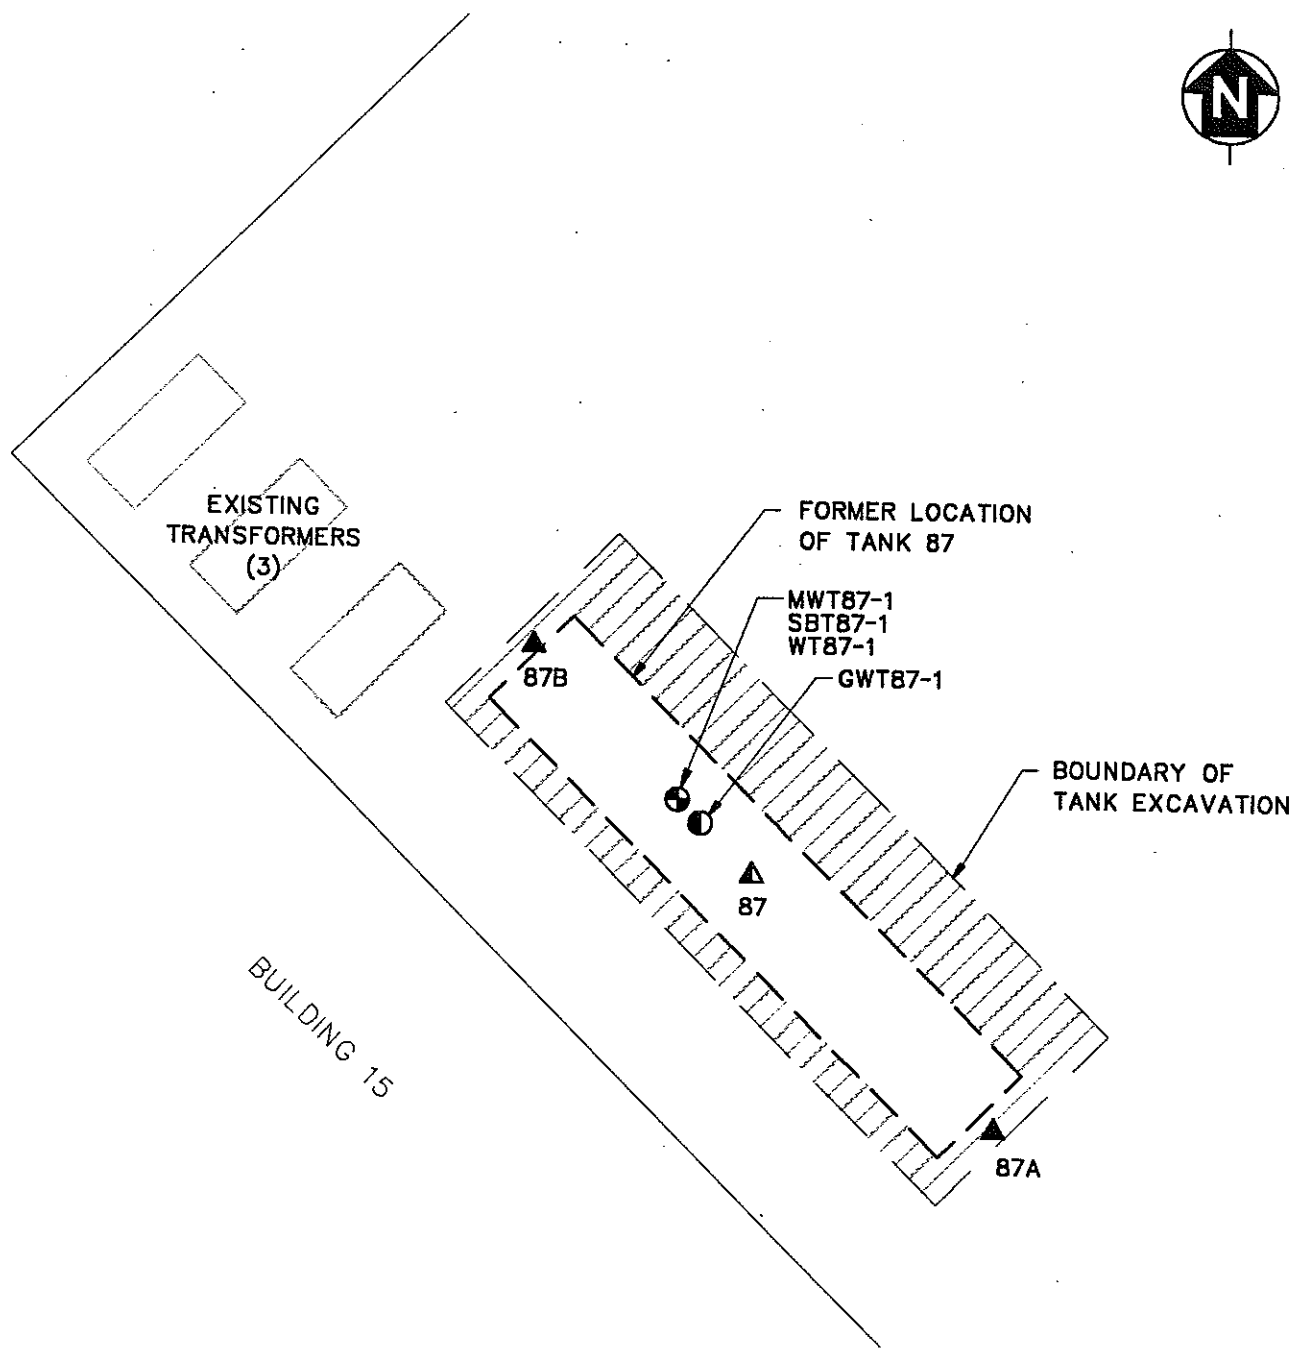 N
EXISTING
TRANSFORMERS
(3)
FORMER LOCATION
OF TANK 87
MWT87-1
SBT87-1
WT87-1
GWT87-1
87B
BOUNDARY OF
TANK EXCAVATION
87
BUILDING 15
87A